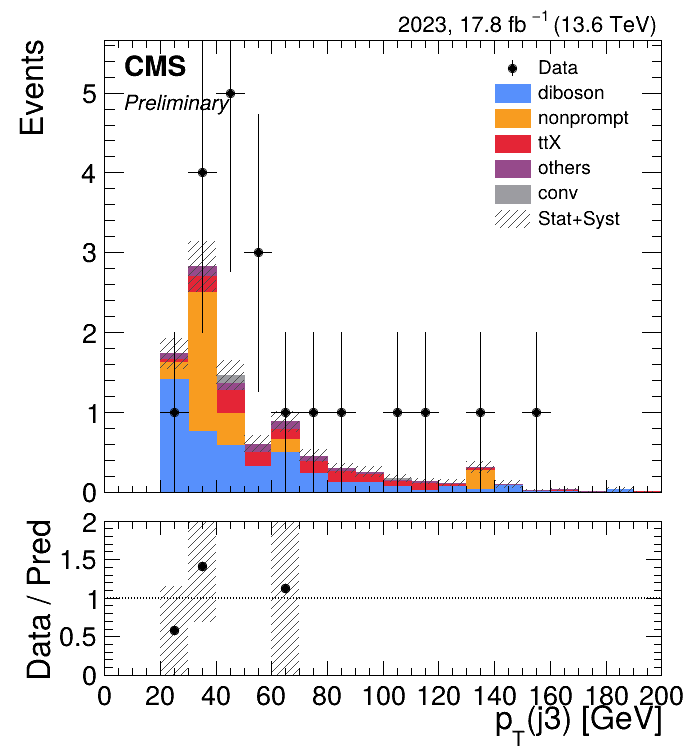 2023, 17.8 fb⁻¹ (13.6 TeV)
CMS
Preliminary
Events
Data
diboson
nonprompt
ttX
others
conv
Stat+Syst
5
4
3
2
1
0
Data / Pred
2
1.5
1
0.5
0
0 20 40 60 80 100 120 140 160 180 200
p_T(j3) [GeV]